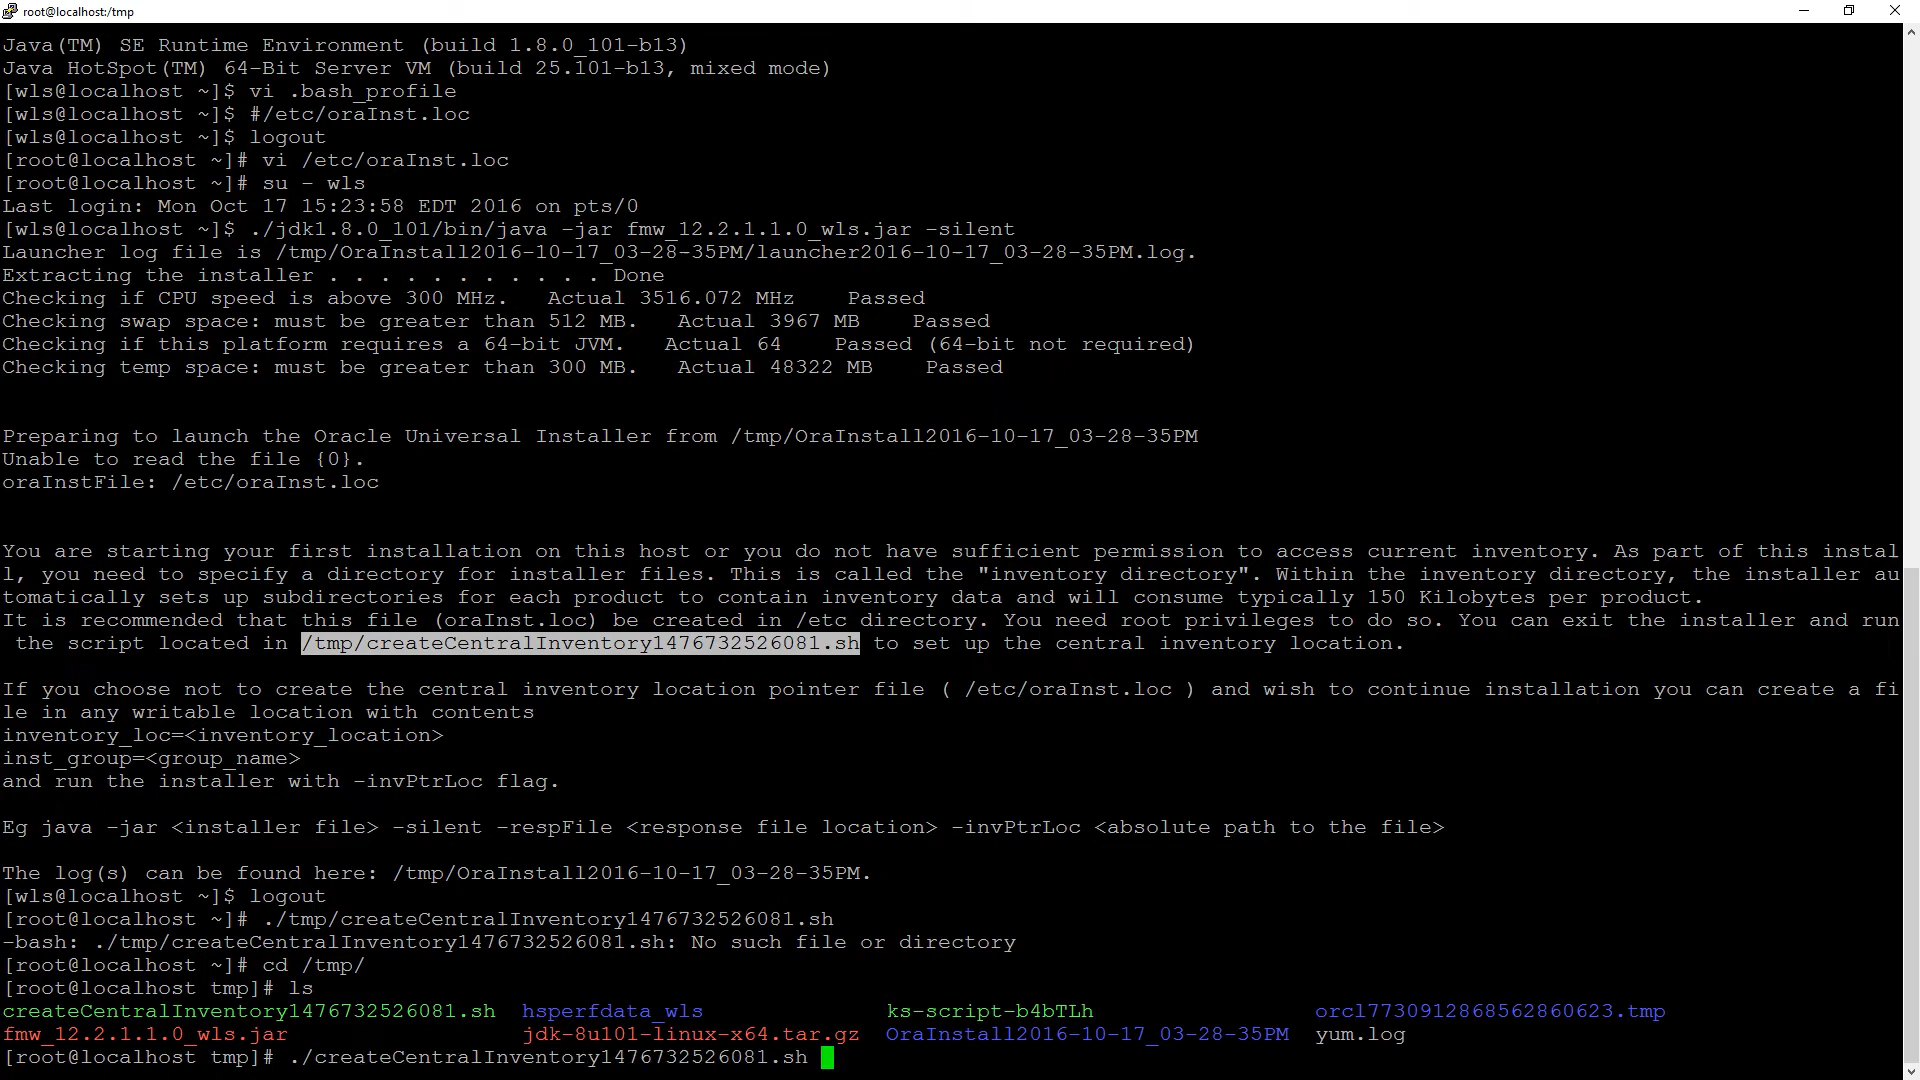 root@localhost:/tmp
Java(TM) SE Runtime Environment (build 1.8.0_101-b13)
Java HotSpot(TM) 64-Bit Server VM (build 25.101-b13, mixed mode)
[wls@localhost ~]$ vi .bash_profile
[wls@localhost ~]$ #/etc/oraInst.loc
[wls@localhost ~]$ logout
[root@localhost ~]# vi /etc/oraInst.loc
[root@localhost ~]# su - wls
Last login: Mon Oct 17 15:23:58 EDT 2016 on pts/0
[wls@localhost ~]$ ./jdk1.8.0_101/bin/java -jar fmw_12.2.1.1.0_wls.jar -silent
Launcher log file is /tmp/OraInstall2016-10-17_03-28-35PM/launcher2016-10-17_03-28-35PM.log.
Extracting the installer . . . . . . . . . . . Done
Checking if CPU speed is above 300 MHz.   Actual 3516.072 MHz    Passed
Checking swap space: must be greater than 512 MB.   Actual 3967 MB    Passed
Checking if this platform requires a 64-bit JVM.   Actual 64    Passed (64-bit not required)
Checking temp space: must be greater than 300 MB.   Actual 48322 MB    Passed
Preparing to launch the Oracle Universal Installer from /tmp/OraInstall2016-10-17_03-28-35PM
Unable to read the file {0}.
oraInstFile: /etc/oraInst.loc
You are starting your first installation on this host or you do not have sufficient permission to access current inventory. As part of this instal
l, you need to specify a directory for installer files. This is called the "inventory directory". Within the inventory directory, the installer au
tomatically sets up subdirectories for each product to contain inventory data and will consume typically 150 Kilobytes per product.
It is recommended that this file (oraInst.loc) be created in /etc directory. You need root privileges to do so. You can exit the installer and run
 the script located in /tmp/createCentralInventory1476732526081.sh to set up the central inventory location.
If you choose not to create the central inventory location pointer file ( /etc/oraInst.loc ) and wish to continue installation you can create a fi
le in any writable location with contents
inventory_loc=<inventory_location>
inst_group=<group_name>
and run the installer with -invPtrLoc flag.
Eg java -jar <installer file> -silent -respFile <response file location> -invPtrLoc <absolute path to the file>
The log(s) can be found here: /tmp/OraInstall2016-10-17_03-28-35PM.
[wls@localhost ~]$ logout
[root@localhost ~]# ./tmp/createCentralInventory1476732526081.sh
-bash: ./tmp/createCentralInventory1476732526081.sh: No such file or directory
[root@localhost ~]# cd /tmp/
[root@localhost tmp]# ls
createCentralInventory1476732526081.sh  hsperfdata_wls              ks-script-b4bTLh                 orcl7730912868562860623.tmp
fmw_12.2.1.1.0_wls.jar                  jdk-8u101-linux-x64.tar.gz  OraInstall2016-10-17_03-28-35PM  yum.log
[root@localhost tmp]# ./createCentralInventory1476732526081.sh